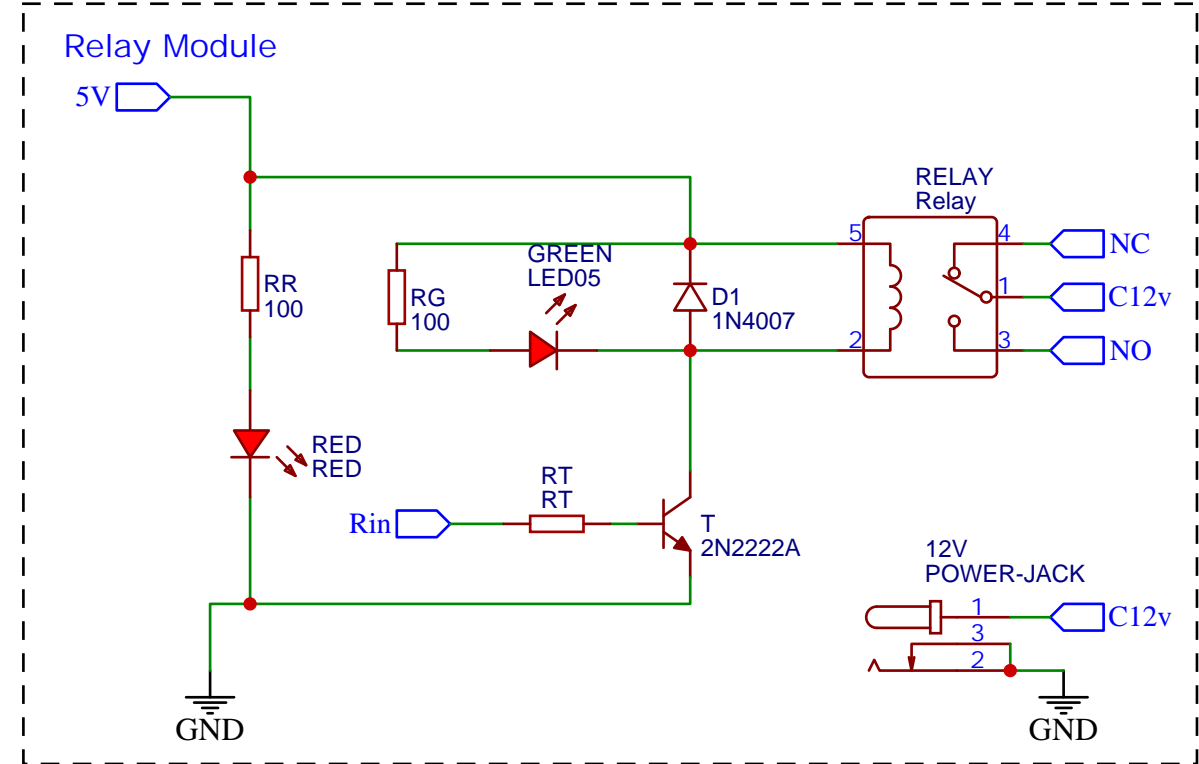 Relay Module
5V
RELAY
Relay
5
4
NC
GREEN
LED05
RR
100
RG
100
D1
1N4007
1
C12v
2
3
NO
RED
RED
RT
RT
Rin
T
2N2222A
12V
POWER-JACK
1
C12v
3
2
GND
GND